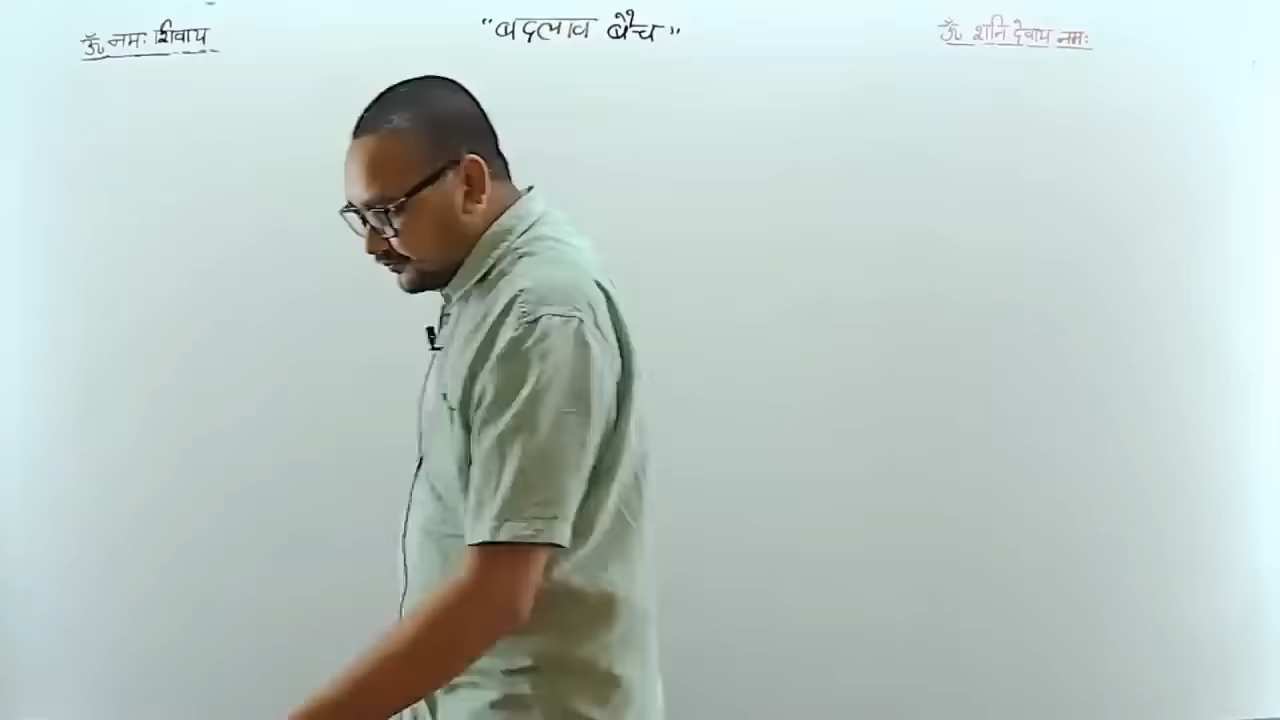 ॐ नमः शिवाय
"बदलाव बैच"
ॐ शनि देवाय नमः